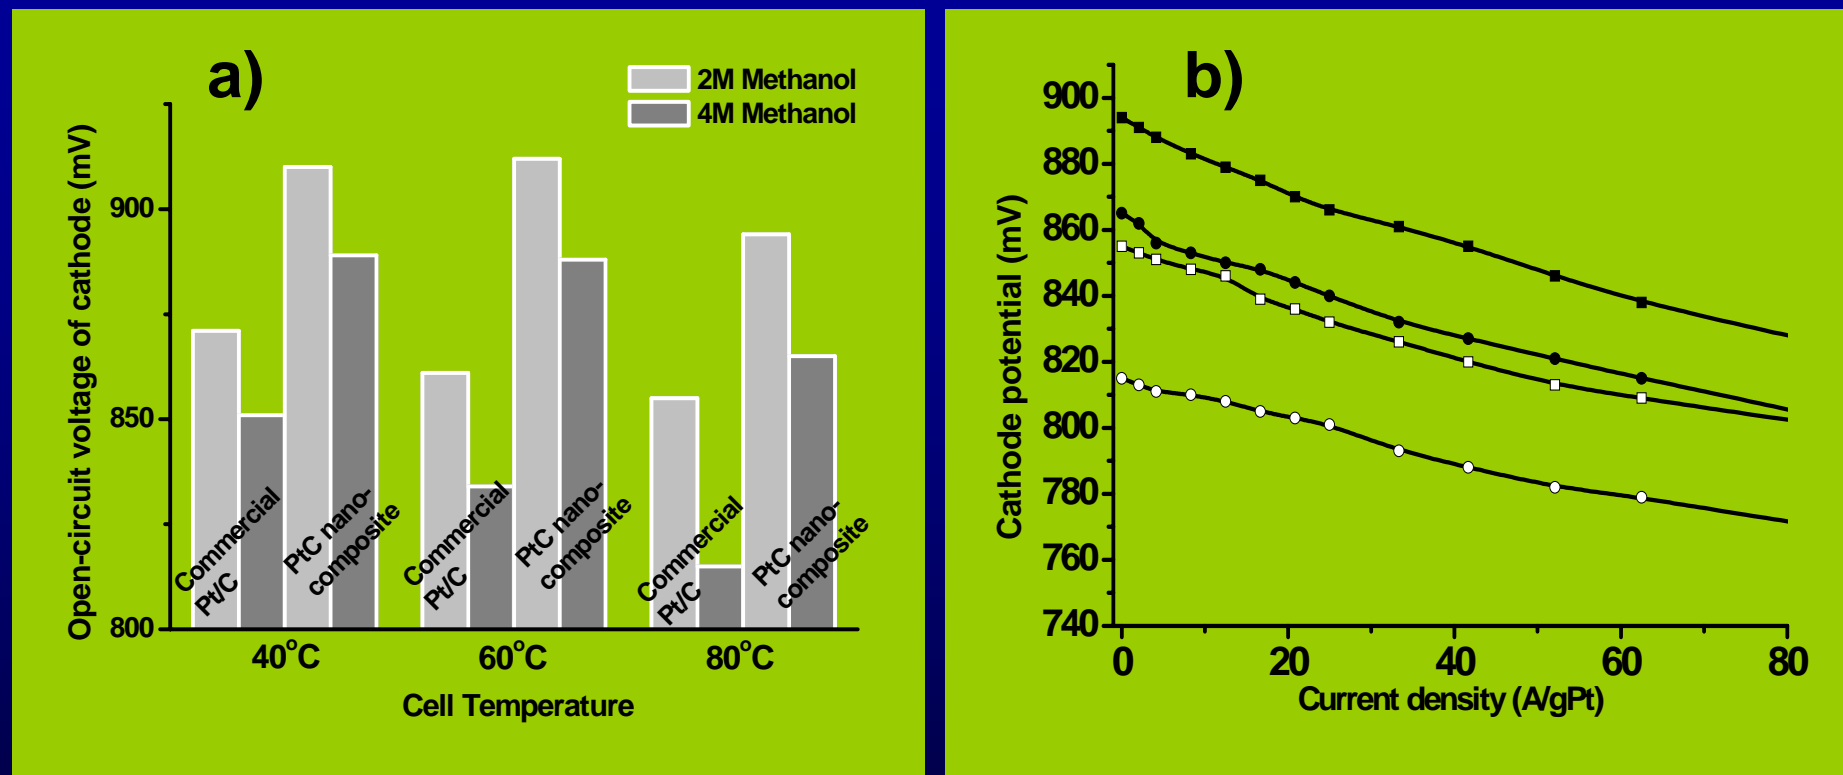 a)
2M Methanol
4M Methanol
Open-circuit voltage of cathode (mV)
900
850
800
Commercial
Pt/C
PtC nano-
composite
Commercial
Pt/C
PtC nano-
composite
Commercial
Pt/C
PtC nano-
composite
40°C
60°C
80°C
Cell Temperature
b)
Cathode potential (mV)
900
880
860
840
820
800
780
760
740
0
20
40
60
80
Current density (A/gPt)